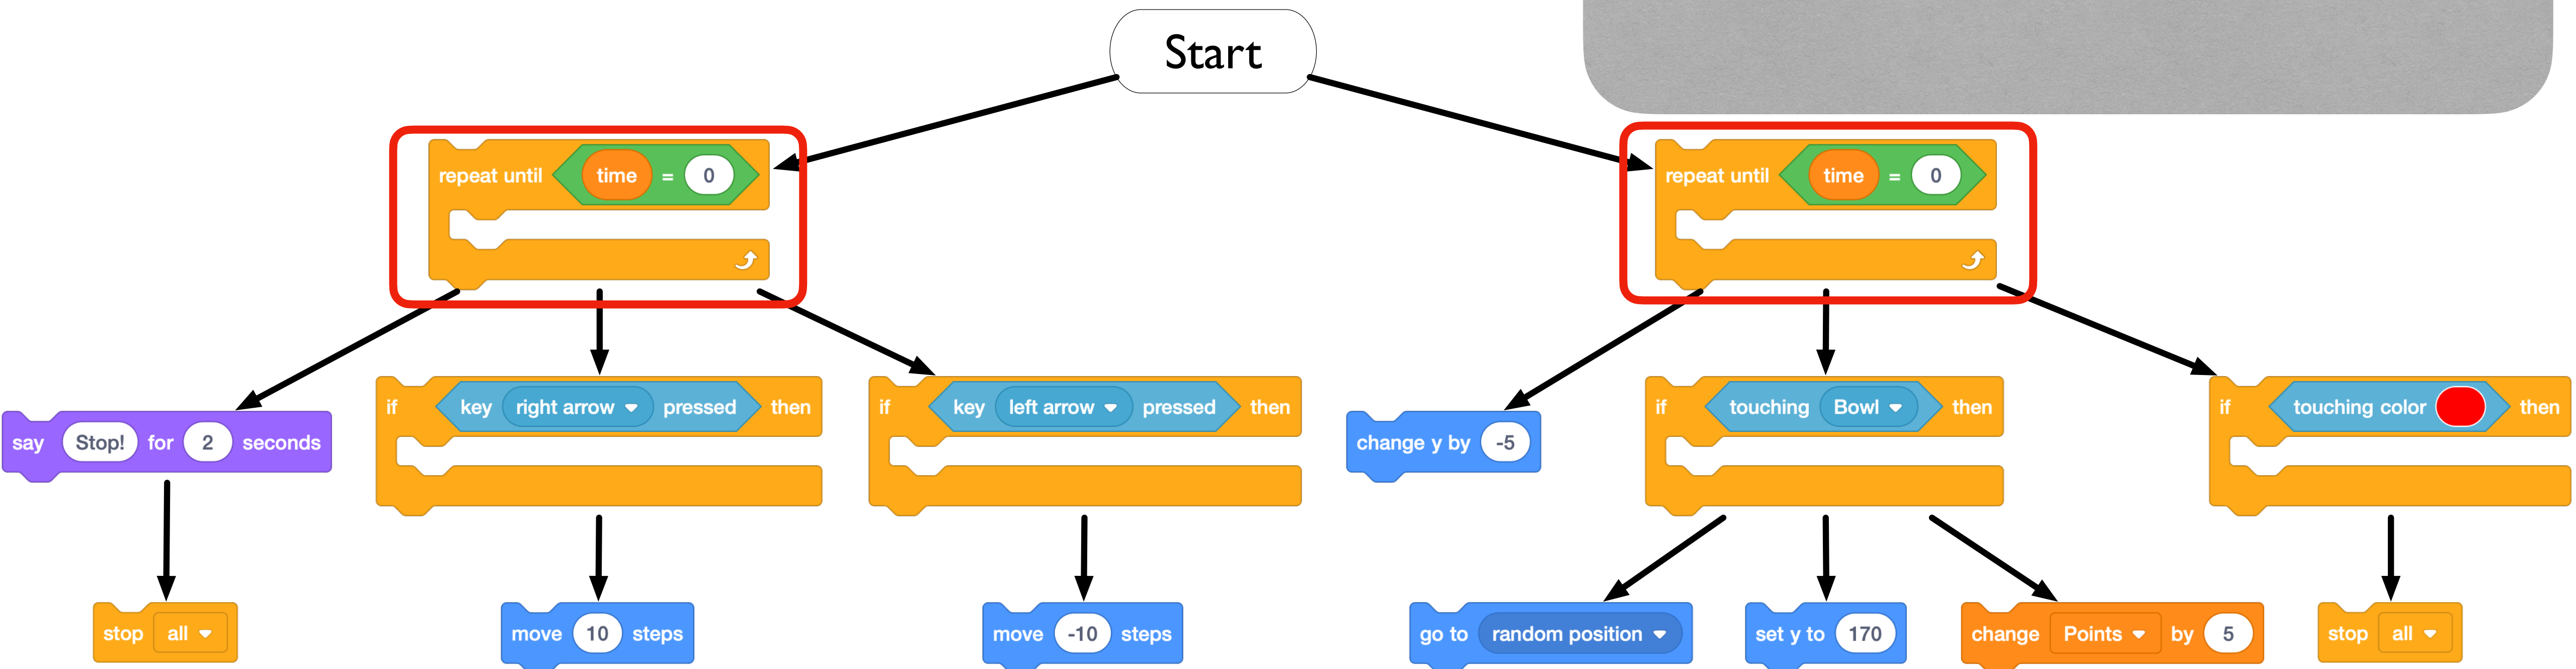 Start
repeat until time = 0
repeat until time = 0
say Stop! for 2 seconds
if key right arrow pressed then
if key left arrow pressed then
change y by -5
if touching Bowl then
if touching color then
stop all
move 10 steps
move -10 steps
go to random position
set y to 170
change Points by 5
stop all